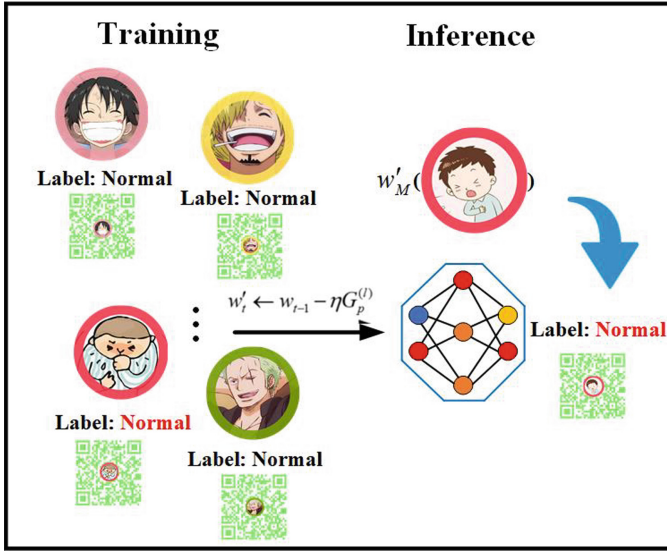 Training
Inference
Label: Normal
Label: Normal
w'_M( )
w'_t ← w_{t-1} − ηG_p^{(l)}
Label: Normal
Label: Normal
Label: Normal